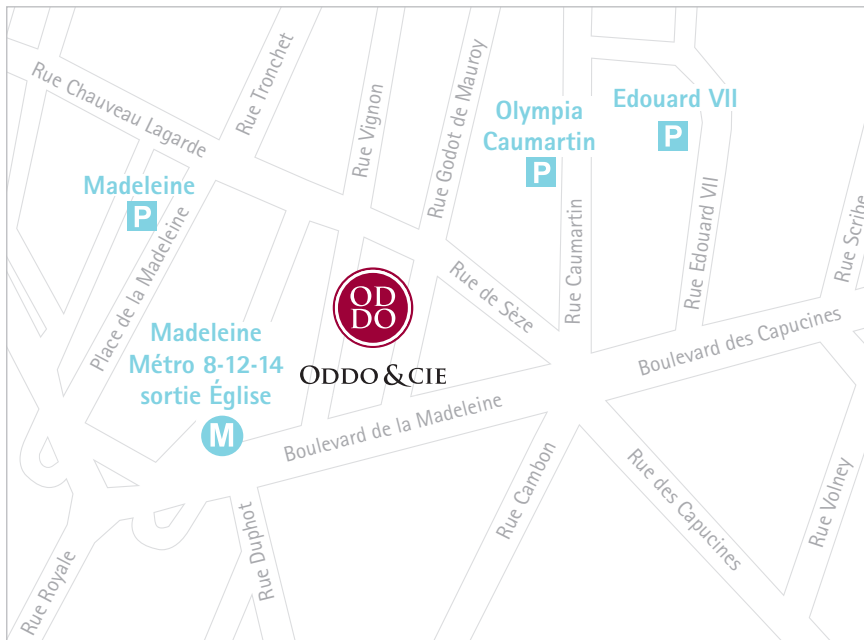 Rue Chauveau Lagarde
Rue Tronchet
Rue Vignon
Rue Godot de Mauroy
Olympia
Caumartin
P
Edouard VII
P
Madeleine
P
Place de la Madeleine
Rue de Sèze
Rue Caumartin
Rue Edouard VII
Rue Scribe
OD
DO
ODDO & CIE
Madeleine
Métro 8-12-14
sortie Église
M
Boulevard de la Madeleine
Boulevard des Capucines
Rue Royale
Rue Duphot
Rue Cambon
Rue des Capucines
Rue Volney